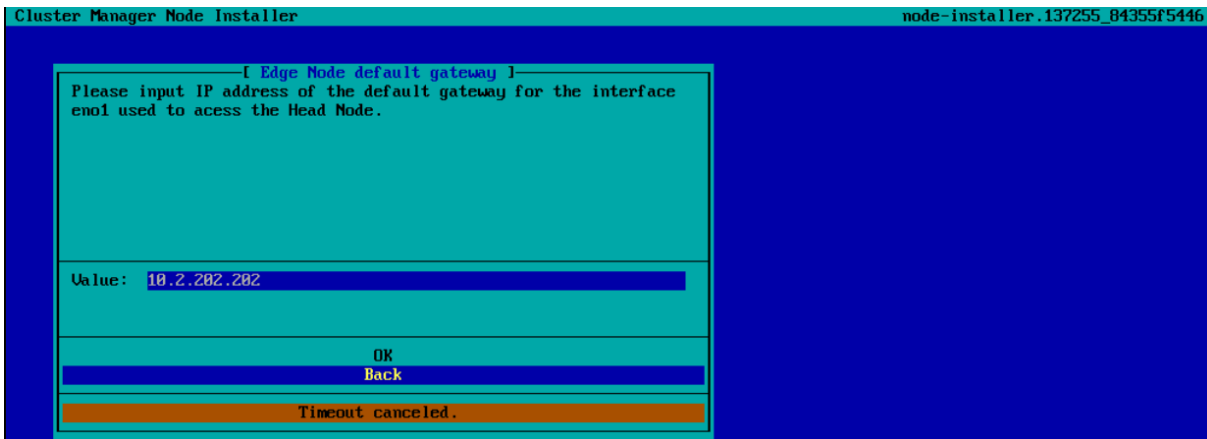 Cluster Manager Node Installer
node-installer.137255_84355f5446
[ Edge Node default gateway ]
Please input IP address of the default gateway for the interface
eno1 used to acess the Head Node.
Value: 10.2.202.202
OK
Back
Timeout canceled.